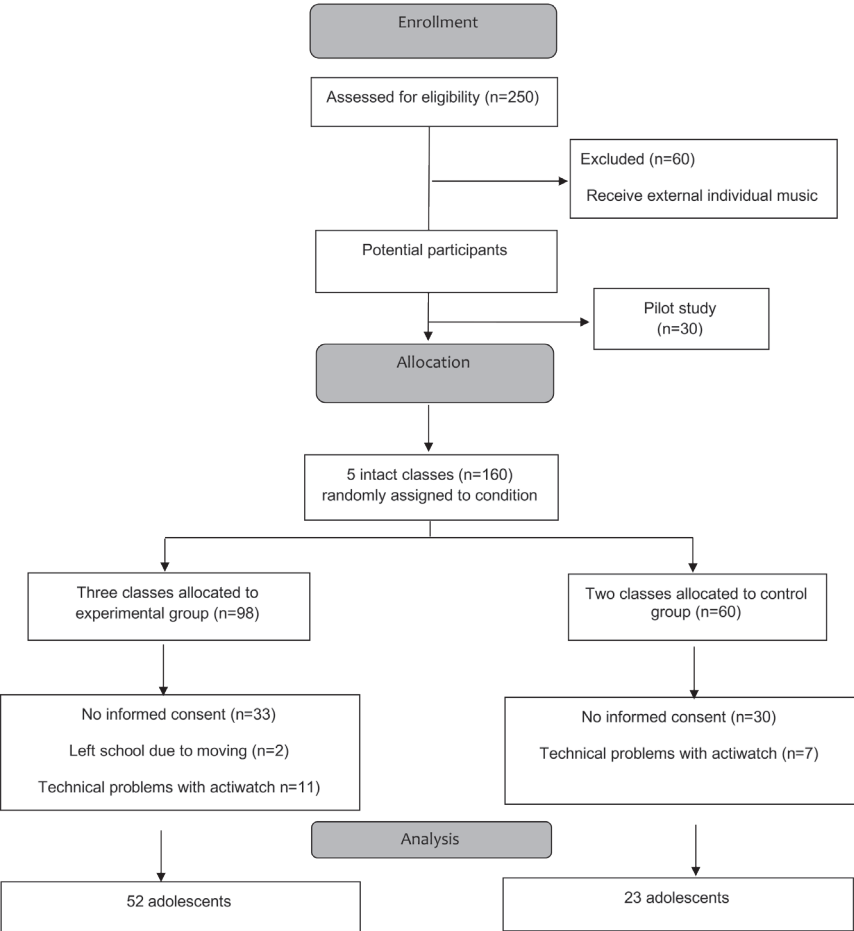 Enrollment
Assessed for eligibility (n=250)
Excluded (n=60)
Receive external individual music
Potential participants
Pilot study
(n=30)
Allocation
5 intact classes (n=160)
randomly assigned to condition
Three classes allocated to
experimental group (n=98)
Two classes allocated to control
group (n=60)
No informed consent (n=33)
Left school due to moving (n=2)
Technical problems with actiwatch n=11)
No informed consent (n=30)
Technical problems with actiwatch (n=7)
Analysis
52 adolescents
23 adolescents